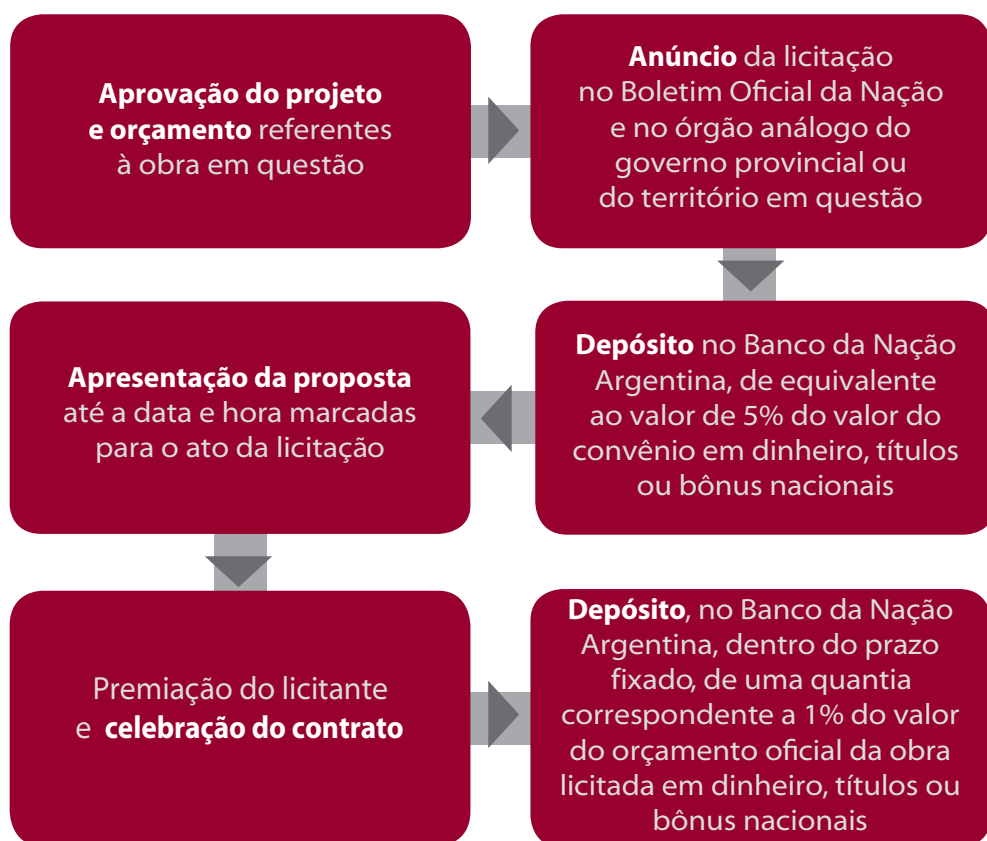 Aprovação do projeto
e orçamento referentes
à obra em questão
Anúncio da licitação
no Boletim Oficial da Nação
e no órgão análogo do
governo provincial ou
do território em questão
Depósito no Banco da Nação
Argentina, de equivalente
ao valor de 5% do valor do
convênio em dinheiro, títulos
ou bônus nacionais
Apresentação da proposta
até a data e hora marcadas
para o ato da licitação
Premiação do licitante
e celebração do contrato
Depósito, no Banco da Nação
Argentina, dentro do prazo
fixado, de uma quantia
correspondente a 1% do valor
do orçamento oficial da obra
licitada em dinheiro, títulos ou
bônus nacionais